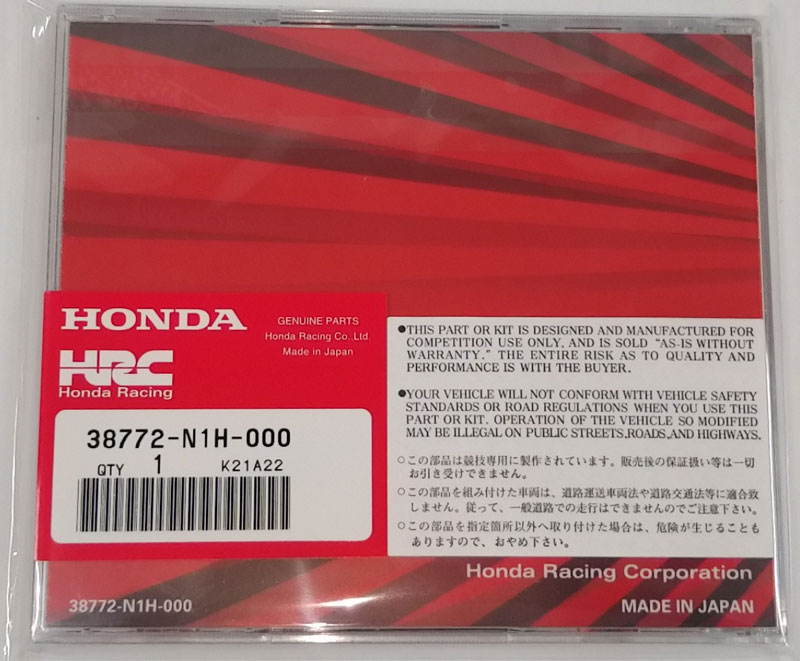 HONDA
GENUINE PARTS
Honda Racing Co.,Ltd.
Made in Japan
HRC
Honda Racing
38772-N1H-000
QTY 1 K21A22
●THIS PART OR KIT IS DESIGNED AND MANUFACTURED FOR
COMPETITION USE ONLY, AND IS SOLD "AS-IS WITHOUT
WARRANTY." THE ENTIRE RISK AS TO QUALITY AND
PERFORMANCE IS WITH THE BUYER.
●YOUR VEHICLE WILL NOT CONFORM WITH VEHICLE SAFETY
STANDARDS OR ROAD REGULATIONS WHEN YOU USE THIS
PART OR KIT. OPERATION OF THE VEHICLE SO MODIFIED
MAY BE ILLEGAL ON PUBLIC STREETS,ROADS,AND HIGHWAYS.
○この部品は競技専用に製作されています。販売後の保証扱い等は一切
お引き受けできません。
○この部品を組み付けた車両は、道路運送車両法や道路交通法等に適合致
しません。従って、一般道路での走行はできませんのでご注意下さい。
○この部品を指定箇所以外へ取り付けた場合は、危険が生じることも
ありますので、おやめ下さい。
Honda Racing Corporation
38772-N1H-000
MADE IN JAPAN